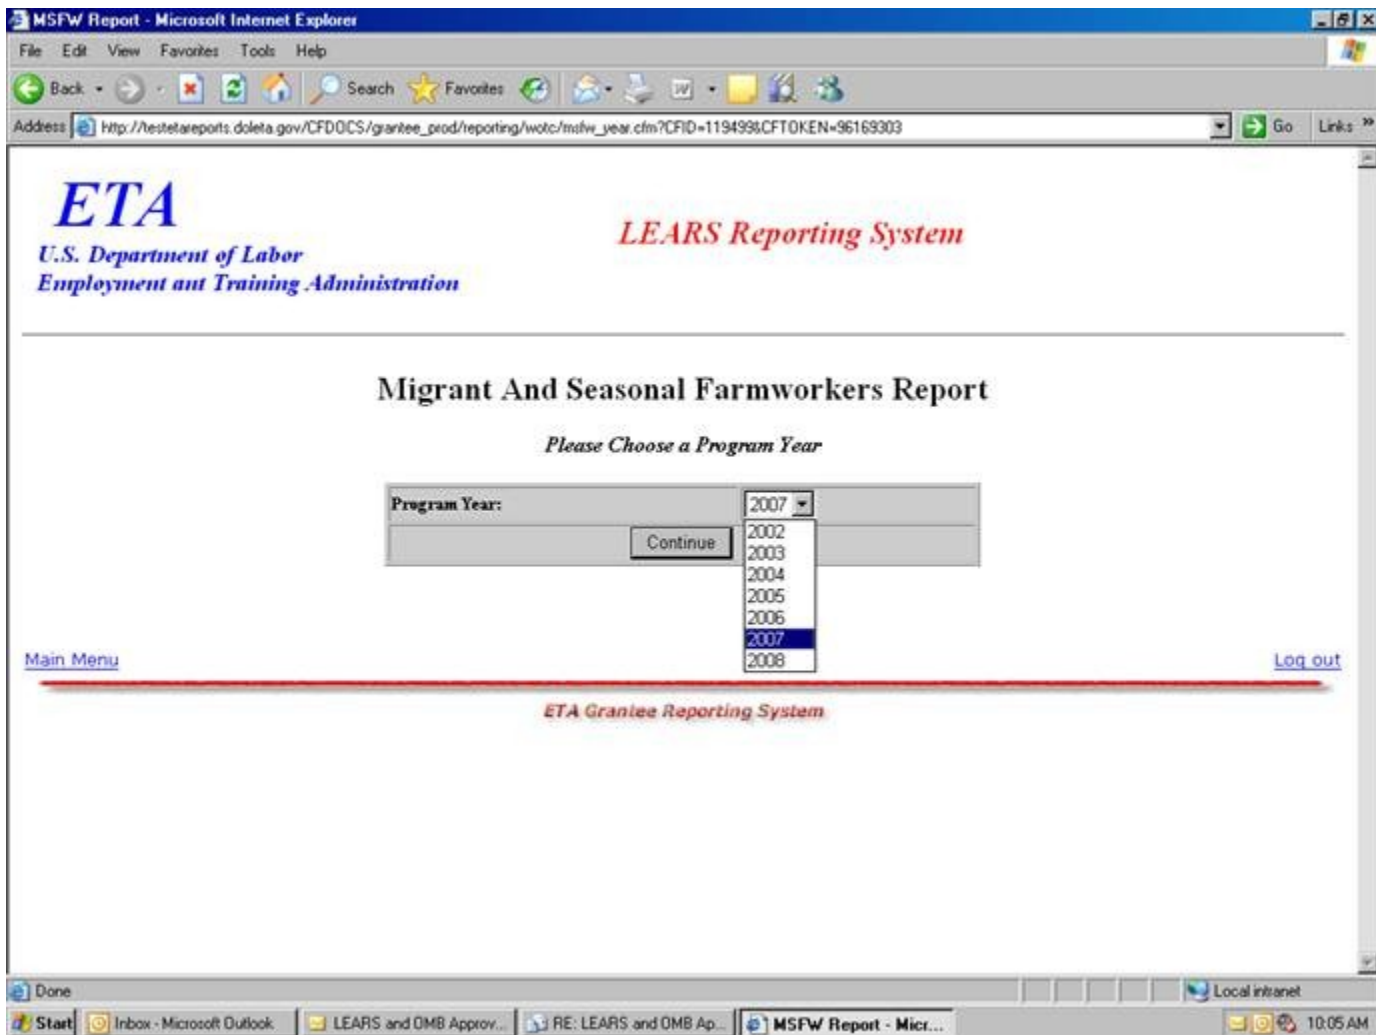 MSFW Report - Microsoft Internet Explorer
File Edit View Favorites Tools Help
Back Search Favorites
Address http://testetareports.doleta.gov/CFDOCS/grantee_prod/reporting/wotc/msfw_year.cfm?CFID=119499&CFTOKEN=96169303 Go Links »
ETA
LEARS Reporting System
U.S. Department of Labor
Employment ant Training Administration
Migrant And Seasonal Farmworkers Report
Please Choose a Program Year
Program Year: 2007
Continue
2002
2003
2004
2005
2006
2007
2008
Main Menu Log out
ETA Grantee Reporting System
Done Local intranet
Start Inbox - Microsoft Outlook LEARS and OMB Approv... RE: LEARS and OMB Ap... MSFW Report - Micr... 10:05 AM